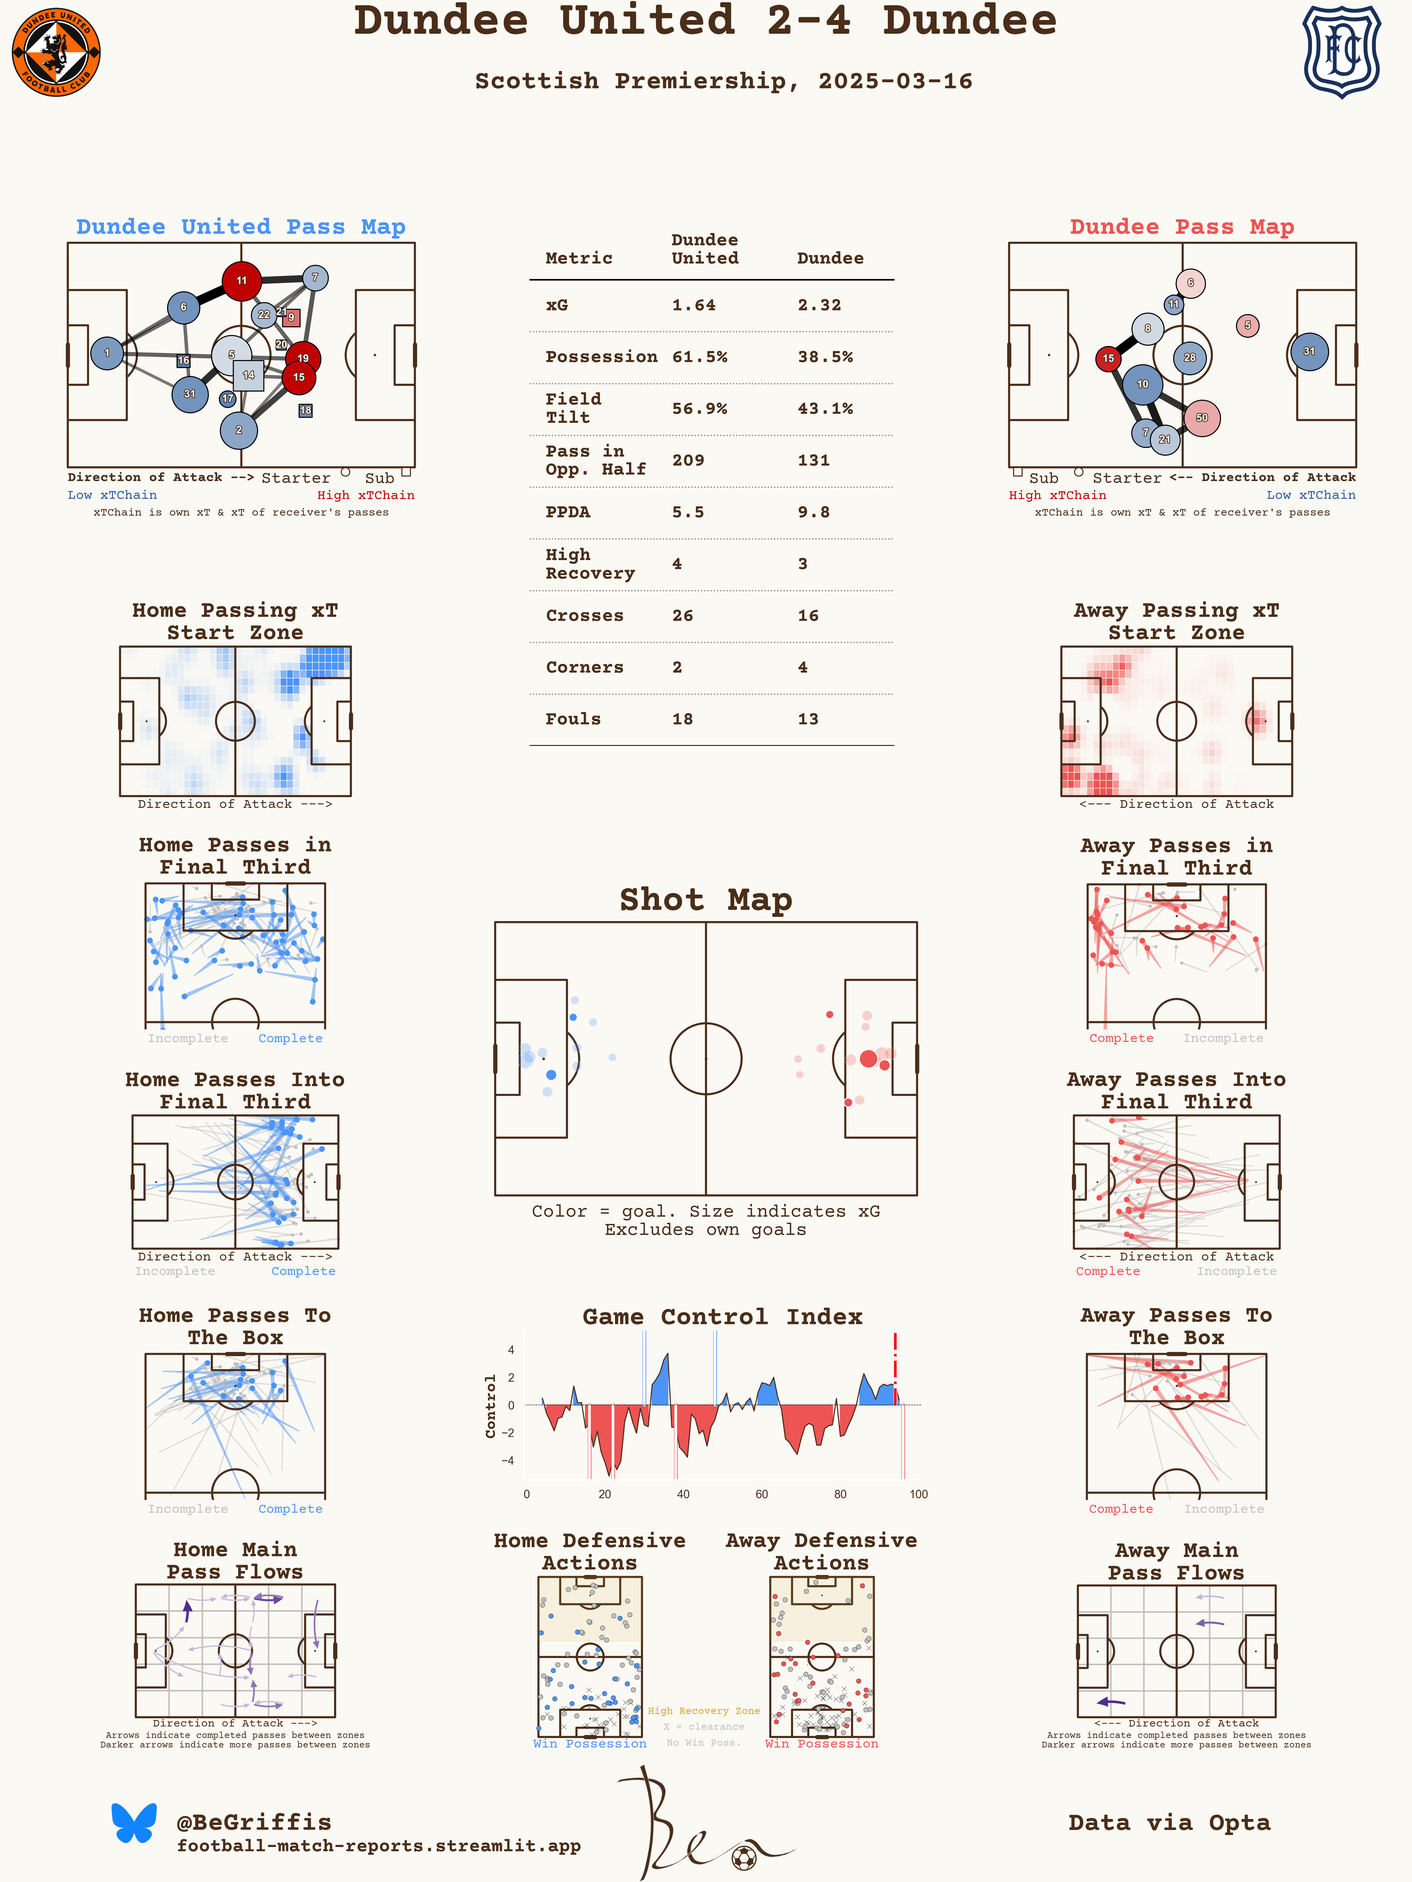 Dundee United 2-4 Dundee
Scottish Premiership, 2025-03-16
DUNDEE UNITED
FOOTBALL CLUB
DFC
Dundee United Pass Map
11
7
6
22
21
9
1
16
5
20
19
14
15
31
17
18
2
Direction of Attack --> Starter Sub
Low xTChain High xTChain
xTChain is own xT & xT of receiver's passes
Metric Dundee United Dundee
xG 1.64 2.32
Possession 61.5% 38.5%
Field Tilt 56.9% 43.1%
Pass in Opp. Half 209 131
PPDA 5.5 9.8
High Recovery 4 3
Crosses 26 16
Corners 2 4
Fouls 18 13
Dundee Pass Map
6
11
8
5
15
28
31
10
50
7
21
Sub Starter <-- Direction of Attack
High xTChain Low xTChain
xTChain is own xT & xT of receiver's passes
Home Passing xT
Start Zone
Direction of Attack --->
Away Passing xT
Start Zone
<--- Direction of Attack
Home Passes in
Final Third
Incomplete Complete
Away Passes in
Final Third
Complete Incomplete
Shot Map
Color = goal. Size indicates xG
Excludes own goals
Home Passes Into
Final Third
Direction of Attack --->
Incomplete Complete
Away Passes Into
Final Third
<--- Direction of Attack
Complete Incomplete
Home Passes To
The Box
Incomplete Complete
Game Control Index
Control
4
2
0
−2
−4
0 20 40 60 80 100
Away Passes To
The Box
Complete Incomplete
Home Main
Pass Flows
Direction of Attack --->
Arrows indicate completed passes between zones
Darker arrows indicate more passes between zones
Home Defensive
Actions
Win Possession
High Recovery Zone
X = clearance
No Win Poss.
Away Defensive
Actions
Win Possession
Away Main
Pass Flows
<--- Direction of Attack
Arrows indicate completed passes between zones
Darker arrows indicate more passes between zones
@BeGriffis
football-match-reports.streamlit.app
Ben
Data via Opta